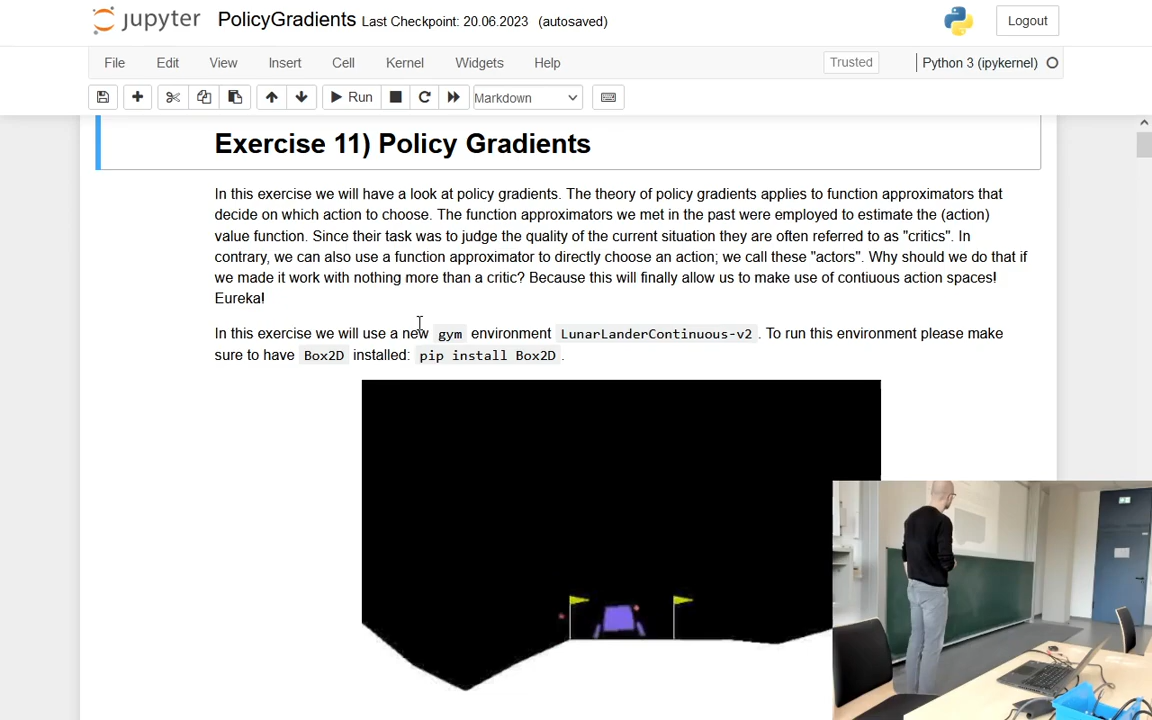 jupyter PolicyGradients Last Checkpoint: 20.06.2023 (autosaved)
Logout
File Edit View Insert Cell Kernel Widgets Help Trusted Python 3 (ipykernel)
Run Markdown
Exercise 11) Policy Gradients
In this exercise we will have a look at policy gradients. The theory of policy gradients applies to function approximators that
decide on which action to choose. The function approximators we met in the past were employed to estimate the (action)
value function. Since their task was to judge the quality of the current situation they are often referred to as "critics". In
contrary, we can also use a function approximator to directly choose an action; we call these "actors". Why should we do that if
we made it work with nothing more than a critic? Because this will finally allow us to make use of contiuous action spaces!
Eureka!
In this exercise we will use a new gym environment LunarLanderContinuous-v2 . To run this environment please make
sure to have Box2D installed: pip install Box2D .